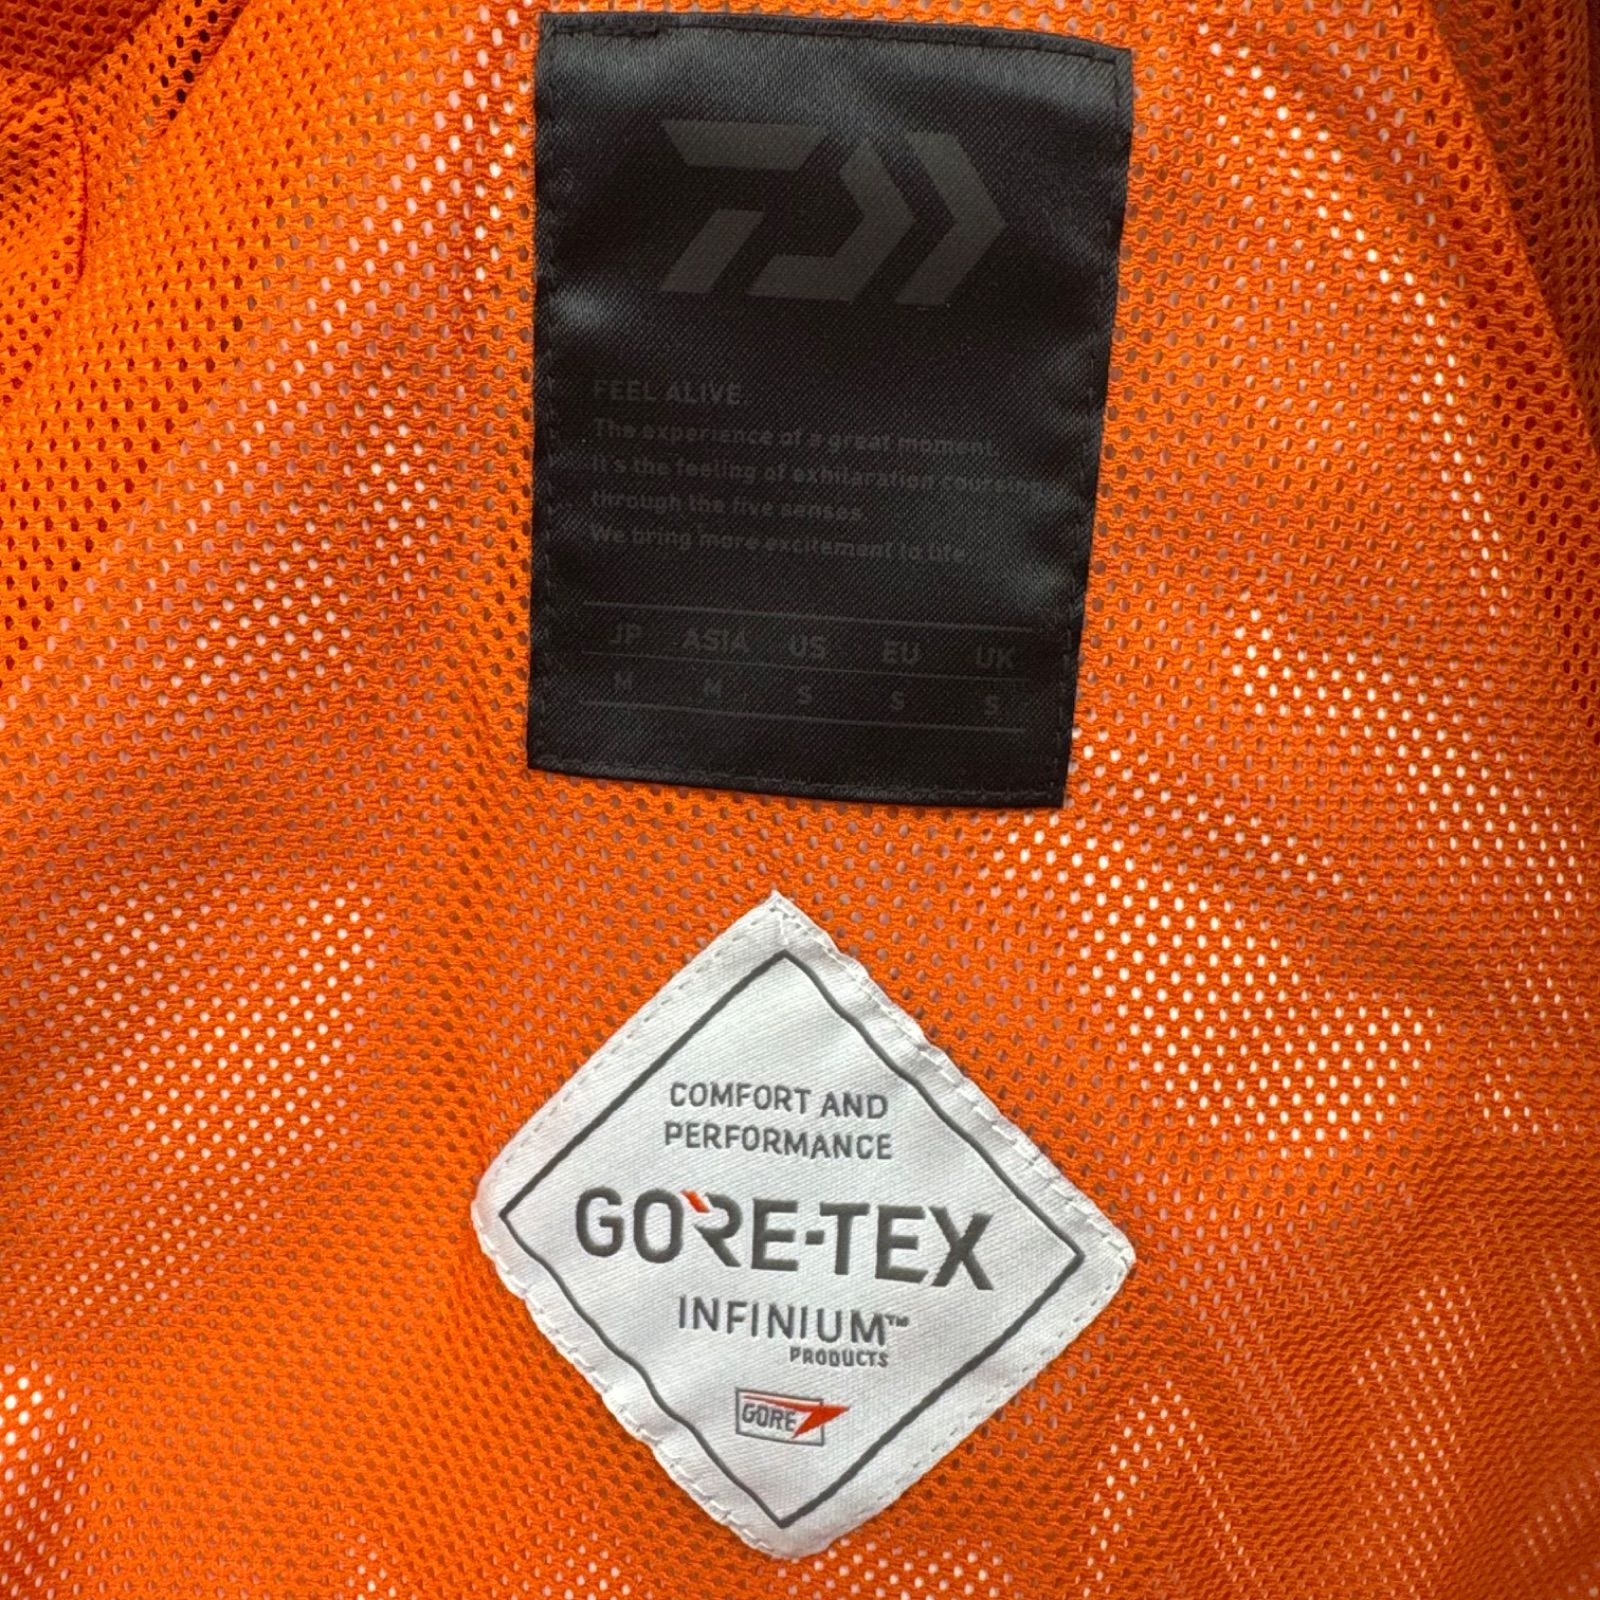 FEEL ALIVE.
The experience of a great moment.
It's the feeling of exhilaration coursing
through the five senses.
We bring more excitement to life.
JP ASIA US EU UK
M M S S S
COMFORT AND
PERFORMANCE
GORE-TEX
INFINIUM™
PRODUCTS
GORE